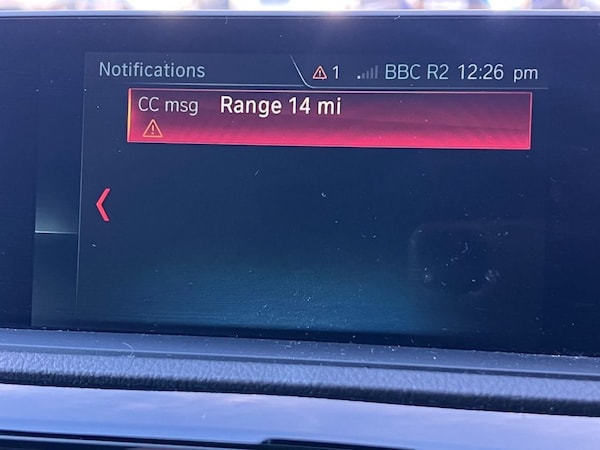 Notifications 1 BBC R2 12:26 pm
CC msg Range 14 mi